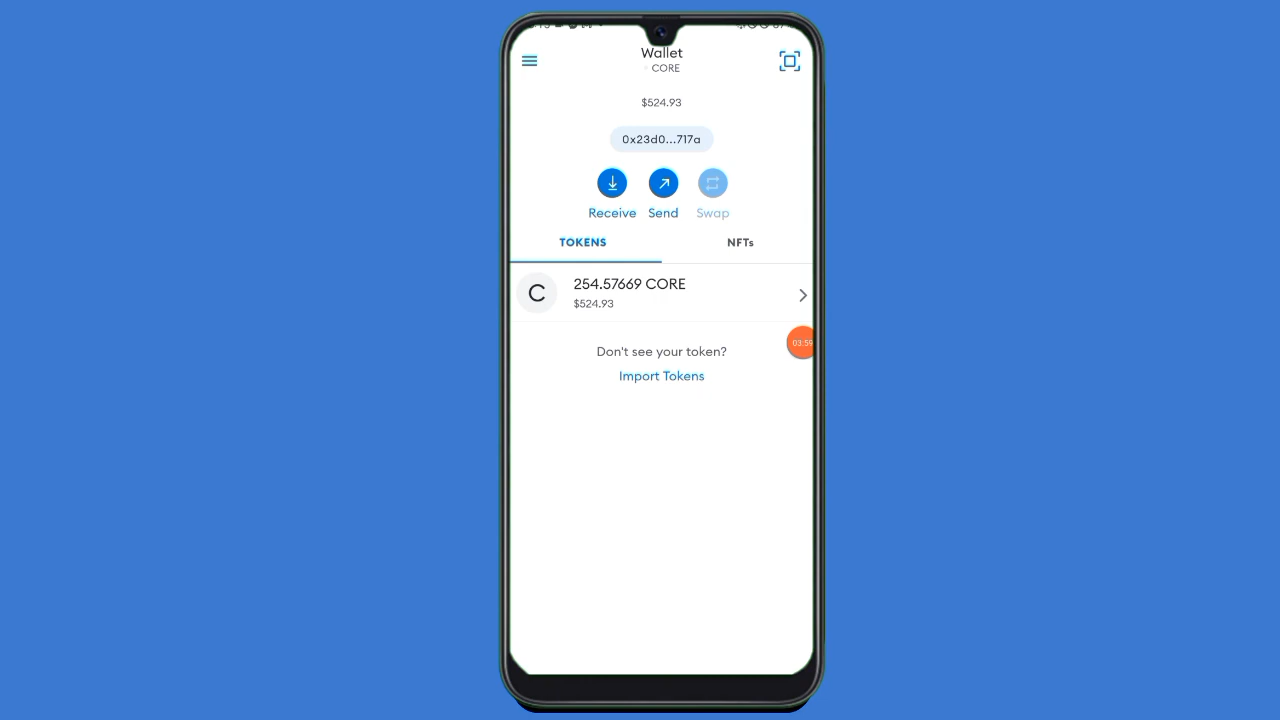 Wallet
CORE
$524.93
0x23d0...717a
Receive Send Swap
TOKENS NFTs
C
254.57669 CORE
$524.93
03:59
Don't see your token?
Import Tokens